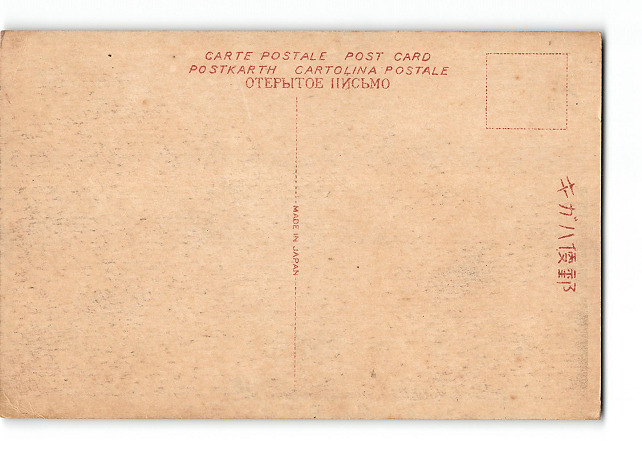 CARTE POSTALE POST CARD
POSTKARTH CARTOLINA POSTALE
ОТЕРЫТОЕ ПИСЬМО
MADE IN JAPAN
キガハ便郵